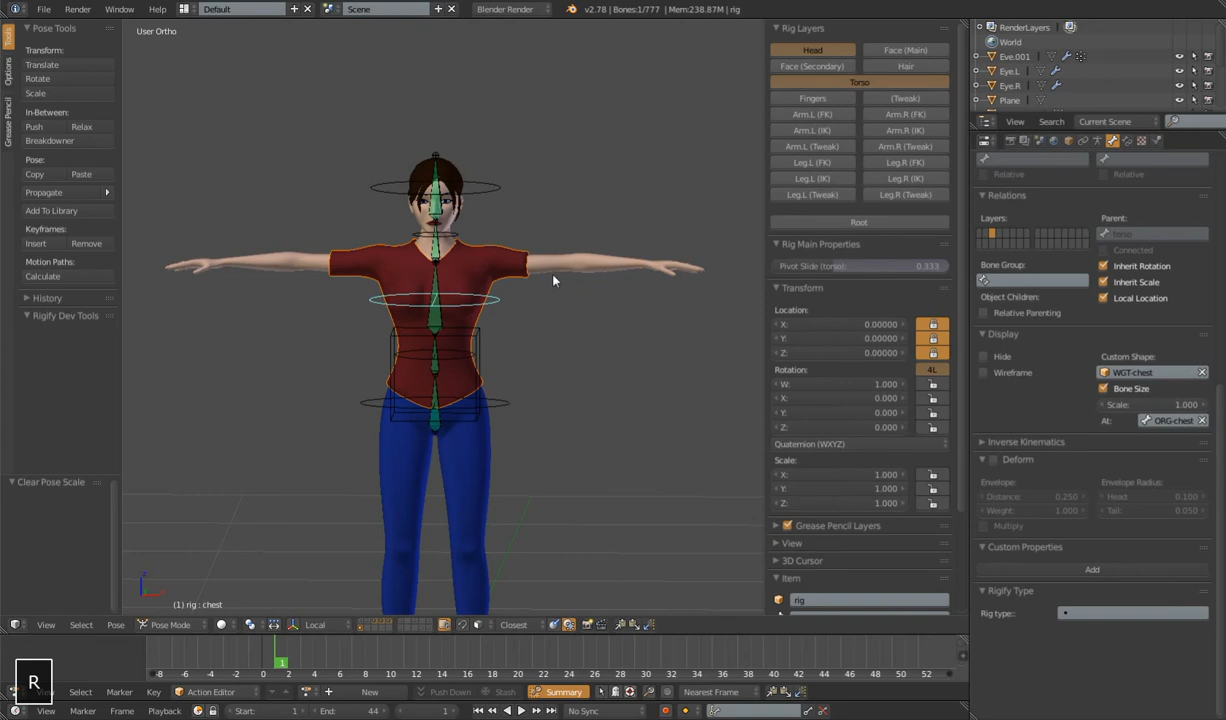 File Render Window Help Default Scene Blender Render v2.78 | Bones:1/777 | Mem:238.87M | rig
Tools
Options
Grease Pencil
Pose Tools
Transform:
Translate
Rotate
Scale
In-Between:
Push Relax
Breakdowner
Pose:
Copy Paste
Propagate
Add To Library
Keyframes:
Insert Remove
Motion Paths:
Calculate
History
Rigify Dev Tools
Clear Pose Scale
User Ortho
(1) rig : chest
Rig Layers
Head Face (Main)
Face (Secondary) Hair
Torso
Fingers (Tweak)
Arm.L (FK) Arm.R (FK)
Arm.L (IK) Arm.R (IK)
Arm.L (Tweak) Arm.R (Tweak)
Leg.L (FK) Leg.R (FK)
Leg.L (IK) Leg.R (IK)
Leg.L (Tweak) Leg.R (Tweak)
Root
Rig Main Properties
Pivot Slide (torso) 0.333
Transform
Location:
X: 0.00000
Y: 0.00000
Z: 0.00000
Rotation: 4L
W: 1.000
X: 0.000
Y: 0.000
Z: 0.000
Quaternion (WXYZ)
Scale:
X: 1.000
Y: 1.000
Z: 1.000
Grease Pencil Layers
View
3D Cursor
Item
rig
RenderLayers
World
Eve.001
Eye.L
Eye.R
Plane
View Search Current Scene
Relative Relative
Relations
Layers: Parent:
torso
Connected
Bone Group: Inherit Rotation
Inherit Scale
Object Children: Local Location
Relative Parenting
Display
Hide Custom Shape:
Wireframe WGT-chest
Bone Size
Scale: 1.000
At: ORG-chest
Inverse Kinematics
Deform
Envelope: Envelope Radius:
Distance: 0.250 Head: 0.100
Weight: 1.000 Tail: 0.050
Multiply
Custom Properties
Add
Rigify Type
Rig type:
View Select Pose Pose Mode Local Closest
-8 -6 -4 -2 0 2 4 6 8 10 12 14 16 18 20 22 24 26 28 30 32 34 36 38 40 42 44 46 48 50 52
1
R
Select Marker Key Action Editor New Push Down Stash Summary Nearest Frame
View Marker Frame Playback Start: 1 End: 44 1 No Sync